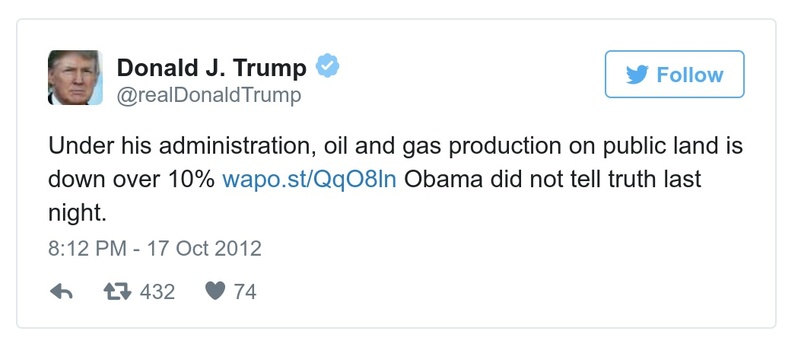 Donald J. Trump
@realDonaldTrump
Follow
Under his administration, oil and gas production on public land is
down over 10% wapo.st/QqO8ln Obama did not tell truth last
night.
8:12 PM - 17 Oct 2012
432 74